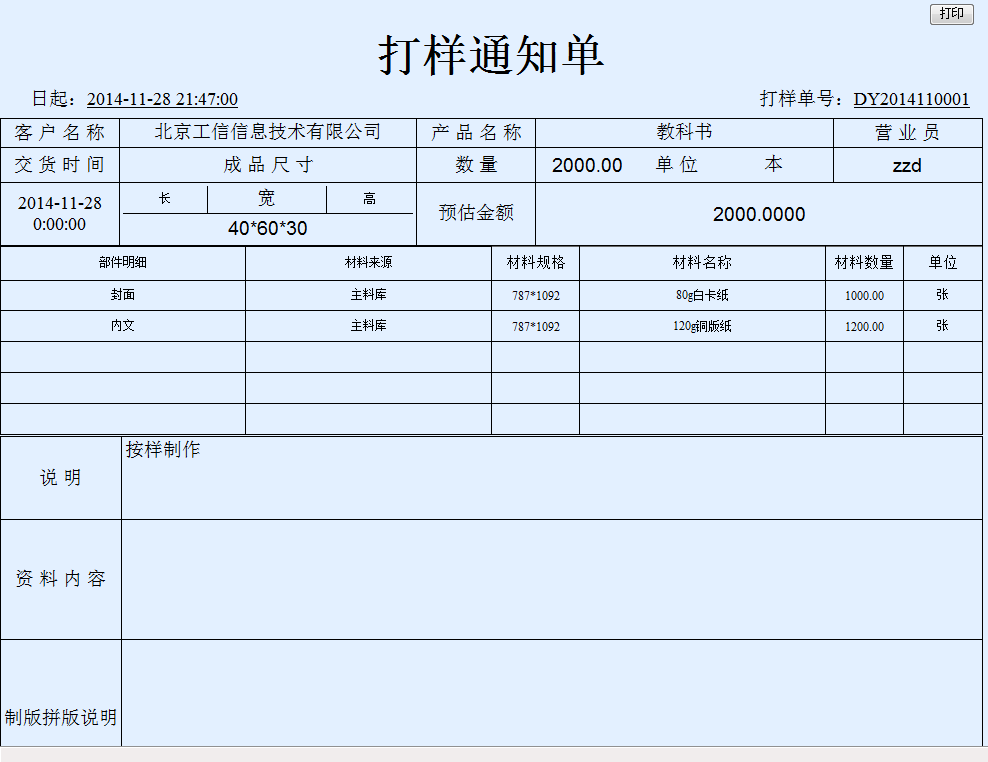 打印
打样通知单
日起：2014-11-28 21:47:00 打样单号：DY2014110001
客户名称 北京工信信息技术有限公司 产品名称 教科书 营业员
交货时间 成品尺寸 数量 2000.00 单位 本 zzd
2014-11-28 0:00:00 长 宽 高 预估金额 2000.0000
40*60*30
部件明细 材料来源 材料规格 材料名称 材料数量 单位
封面 主料库 787*1092 80g白卡纸 1000.00 张
内文 主料库 787*1092 120g铜版纸 1200.00 张
说明 按样制作
资料内容
制版拼版说明